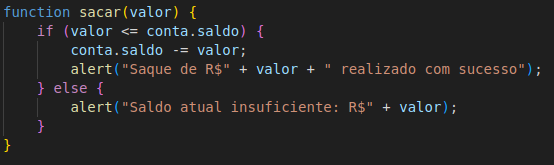 function sacar(valor) {
    if (valor <= conta.saldo) {
        conta.saldo -= valor;
        alert("Saque de R$" + valor + " realizado com sucesso");
    } else {
        alert("Saldo atual insuficiente: R$" + valor);
    }
}